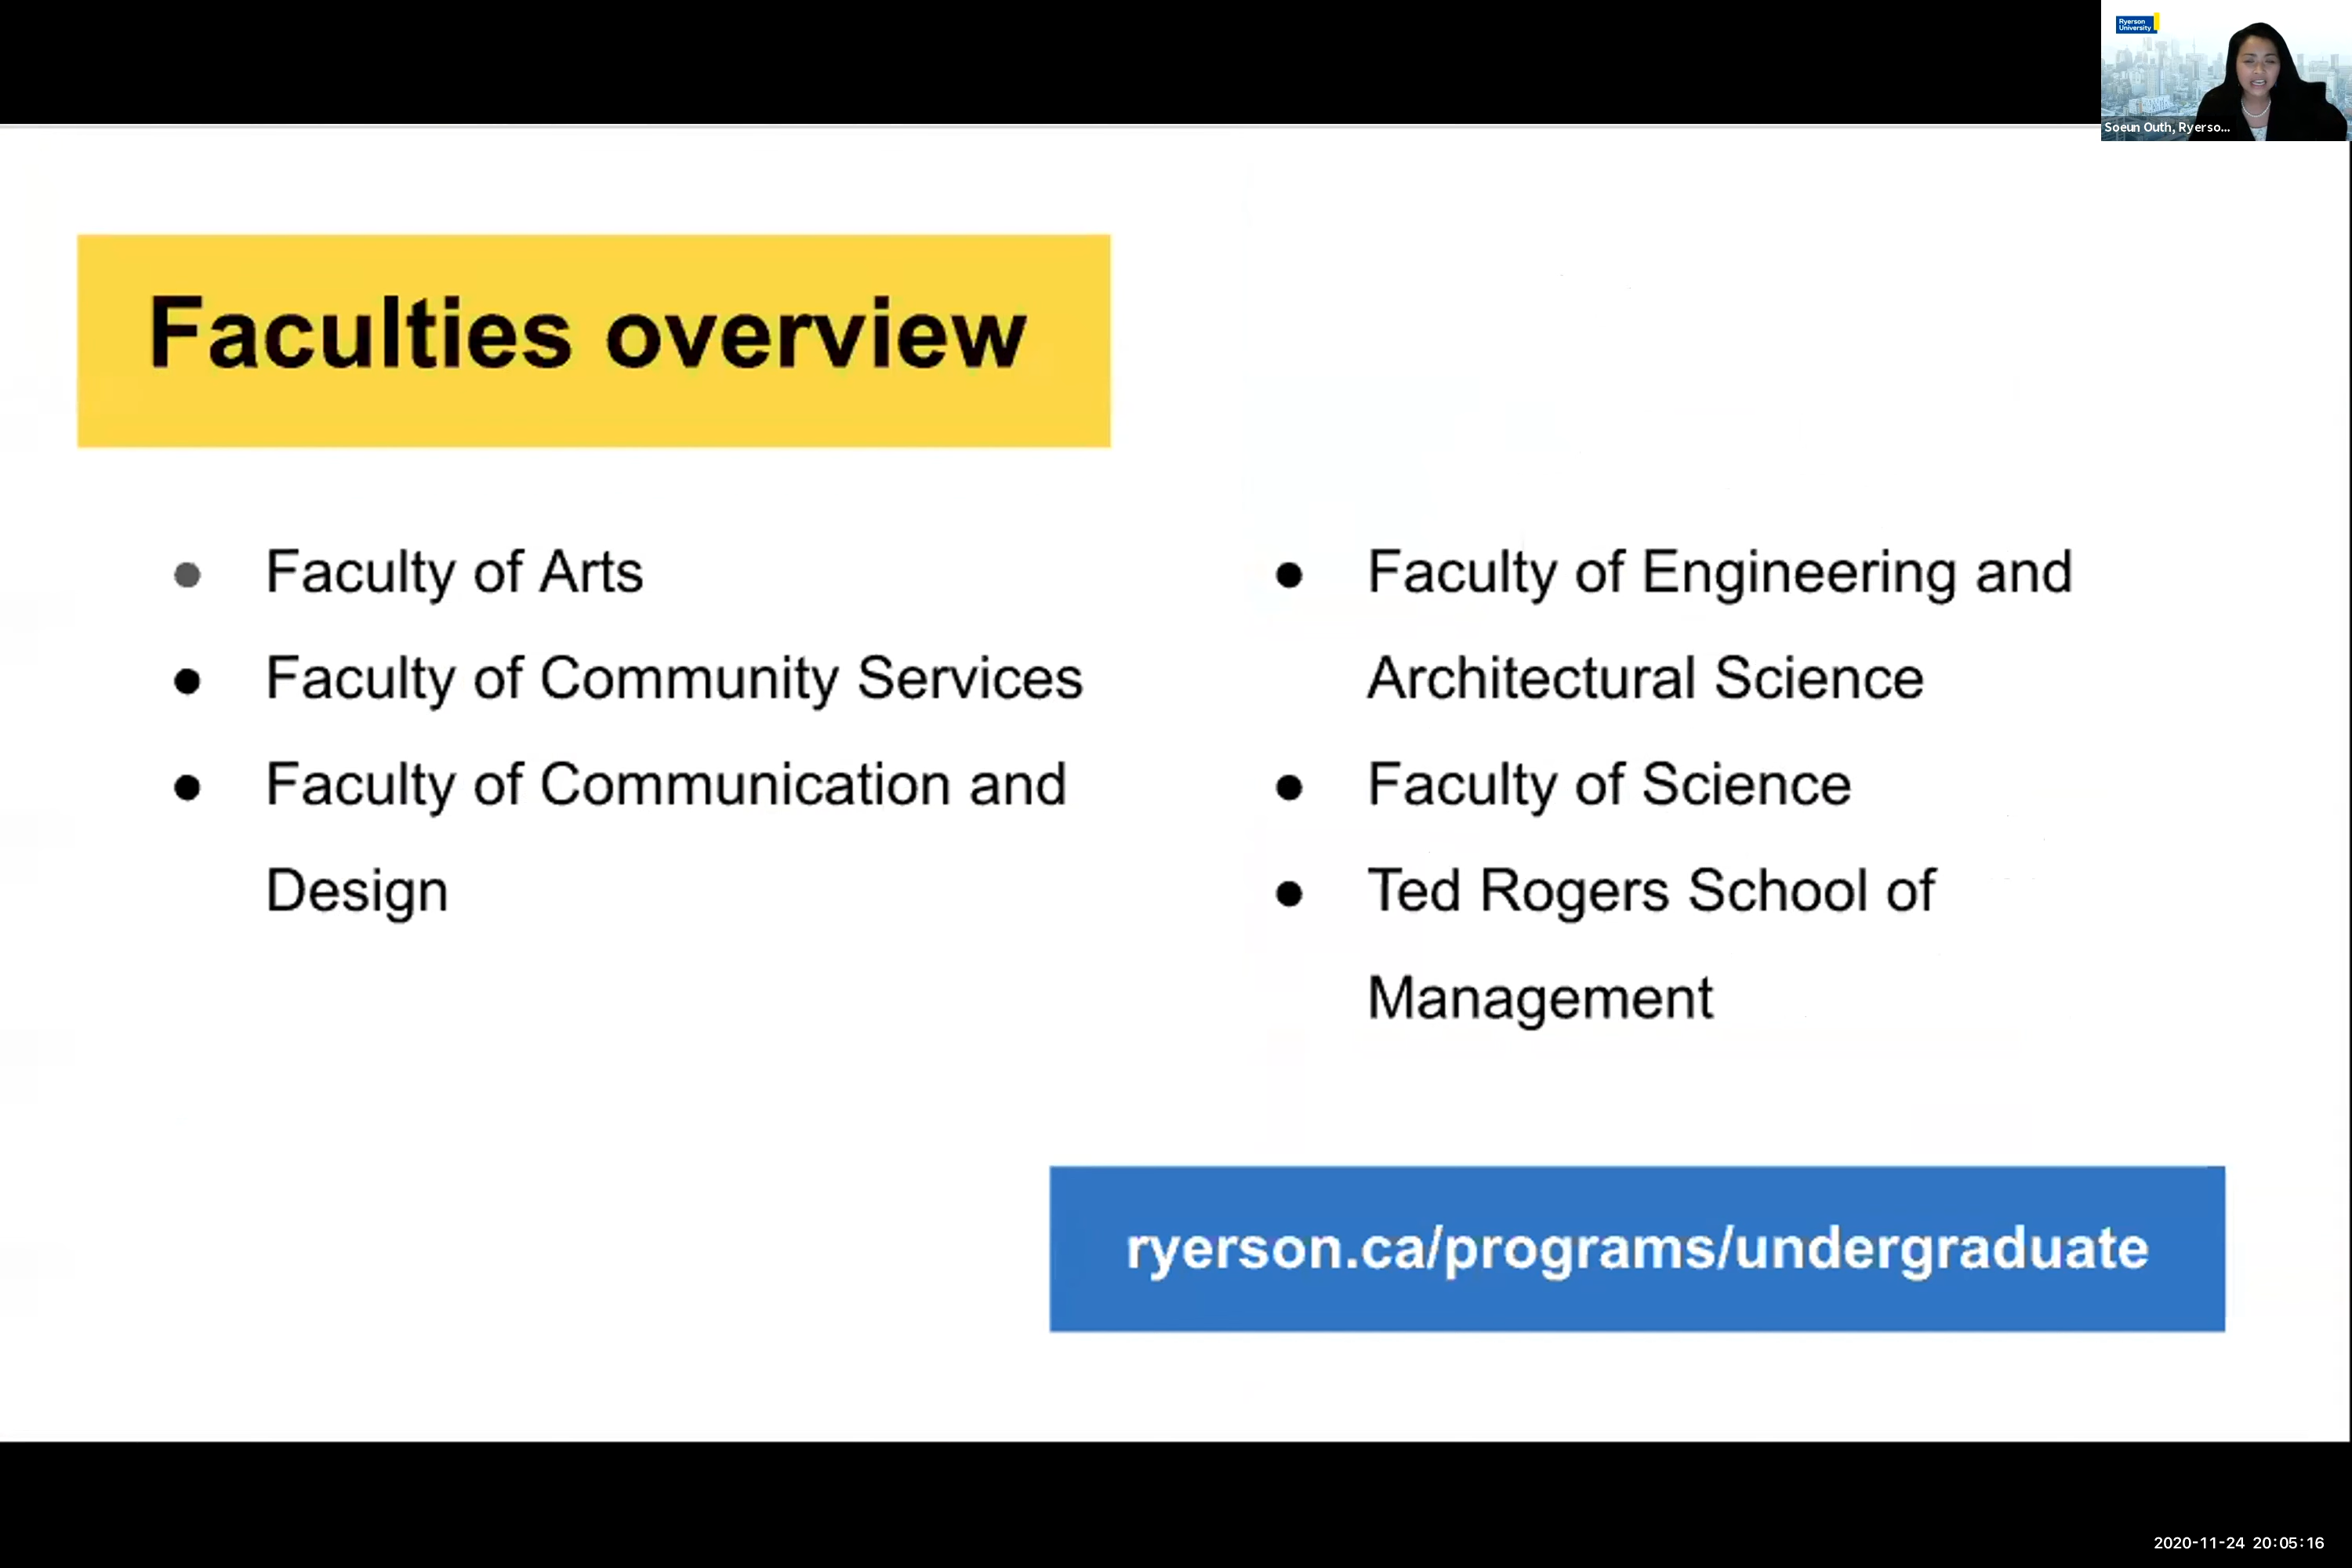 Ryerson
University
Soeun Outh, Ryerso...
Faculties overview
● Faculty of Arts
● Faculty of Community Services
● Faculty of Communication and
Design
● Faculty of Engineering and
Architectural Science
● Faculty of Science
● Ted Rogers School of
Management
ryerson.ca/programs/undergraduate
2020-11-24 20:05:16